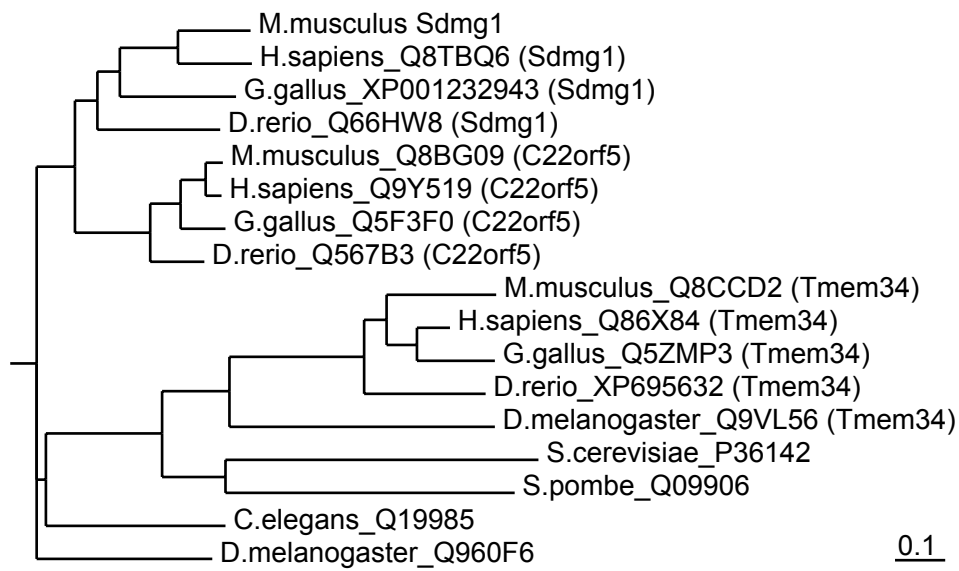 M.musculus Sdmg1
H.sapiens_Q8TBQ6 (Sdmg1)
G.gallus_XP001232943 (Sdmg1)
D.rerio_Q66HW8 (Sdmg1)
M.musculus_Q8BG09 (C22orf5)
H.sapiens_Q9Y519 (C22orf5)
G.gallus_Q5F3F0 (C22orf5)
D.rerio_Q567B3 (C22orf5)
M.musculus_Q8CCD2 (Tmem34)
H.sapiens_Q86X84 (Tmem34)
G.gallus_Q5ZMP3 (Tmem34)
D.rerio_XP695632 (Tmem34)
D.melanogaster_Q9VL56 (Tmem34)
S.cerevisiae_P36142
S.pombe_Q09906
C.elegans_Q19985
D.melanogaster_Q960F6
0.1